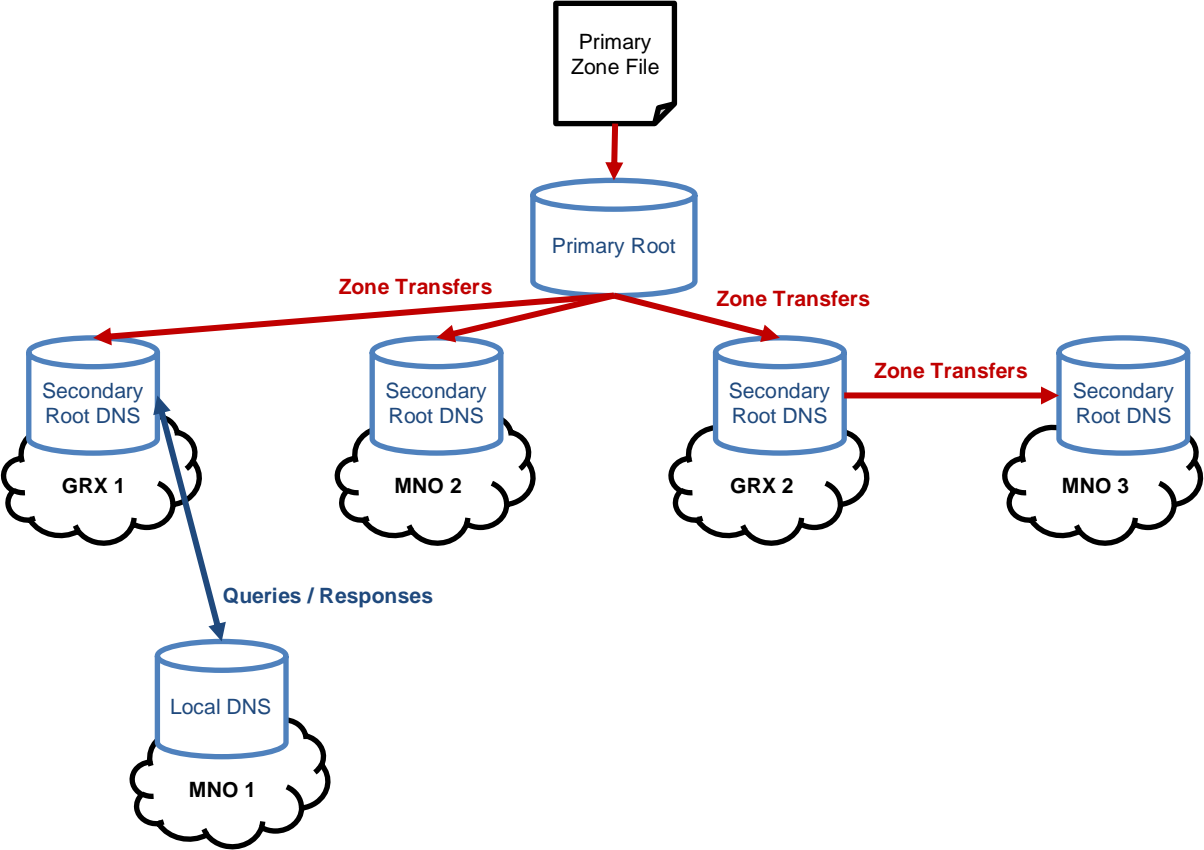 Primary
Zone File
Primary Root
Zone Transfers
Zone Transfers
Zone Transfers
Secondary
Root DNS
Secondary
Root DNS
Secondary
Root DNS
Secondary
Root DNS
GRX 1
MNO 2
GRX 2
MNO 3
Queries / Responses
Local DNS
MNO 1